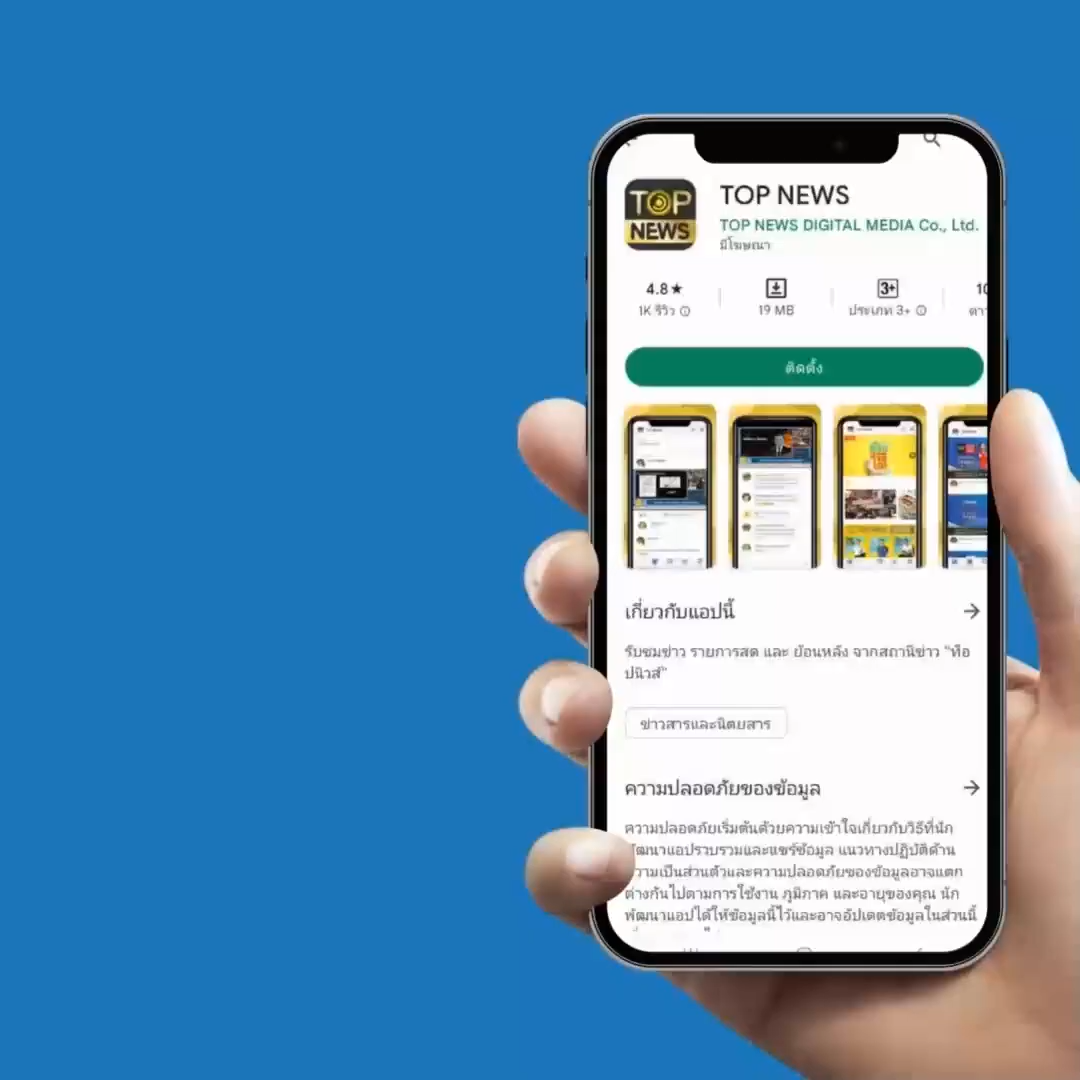 TOP
NEWS
TOP NEWS
TOP NEWS DIGITAL MEDIA Co., Ltd.
มีโฆษณา
4.8★
1K รีวิว
19 MB
3+
ประเภท 3+
10
ติดตั้ง
เกี่ยวกับแอปนี้
รับชมข่าว รายการสด และ ย้อนหลัง จากสถานีข่าว "ท็อ
ปนิวส์"
ข่าวสารและนิตยสาร
ความปลอดภัยของข้อมูล
ความปลอดภัยเริ่มต้นด้วยความเข้าใจเกี่ยวกับวิธีที่นัก
พัฒนาแอปรวบรวมและแชร์ข้อมูล แนวทางปฏิบัติด้าน
ความเป็นส่วนตัวและความปลอดภัยของข้อมูลอาจแตก
ต่างกันไปตามการใช้งาน ภูมิภาค และอายุของคุณ นัก
พัฒนาแอปได้ให้ข้อมูลนี้ไว้และอาจอัปเดตข้อมูลในส่วนนี้